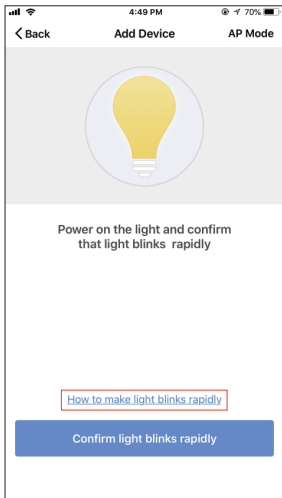 4:49 PM 70%
Back Add Device AP Mode
Power on the light and confirm
that light blinks rapidly
How to make light blinks rapidly
Confirm light blinks rapidly